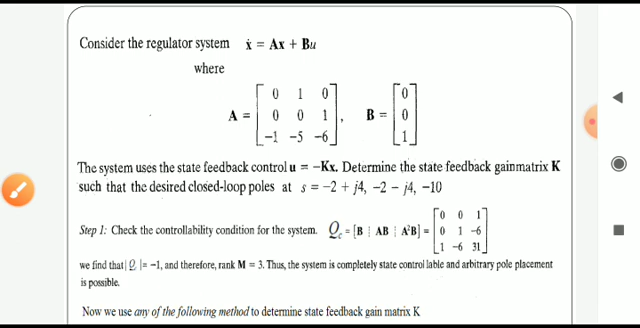 Consider the regulator system ẋ = Ax + Bu
where
A = [ 0 1 0 ; 0 0 1 ; −1 −5 −6 ], B = [ 0 ; 0 ; 1 ]
The system uses the state feedback control u = −Kx. Determine the state feedback gainmatrix K
such that the desired closed-loop poles at s = −2 + j4, −2 − j4, −10
Step 1: Check the controllability condition for the system. Q_c = [B ⋮ AB ⋮ A²B] = [ 0 0 1 ; 0 1 −6 ; 1 −6 31 ]
we find that | Q | = −1, and therefore, rank M = 3. Thus, the system is completely state control lable and arbitrary pole placement
is possible.
Now we use any of the following method to determine state feedback gain matrix K